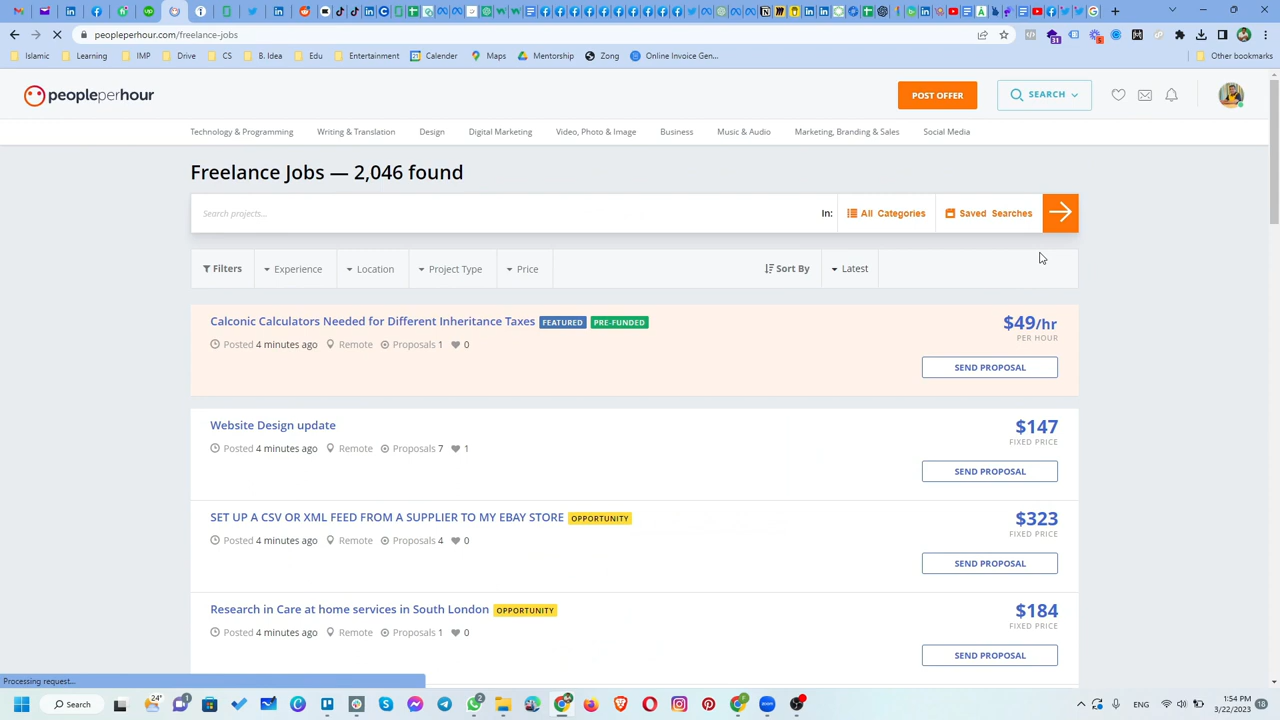 peopleperhour.com/freelance-jobs
31
Islamic
Learning
IMP
Drive
CS
B. Idea
Edu
Entertainment
Calender
Maps
Mentorship
Zong
Online Invoice Gen...
Other bookmarks
peopleperhour
POST OFFER
SEARCH
Technology & Programming
Writing & Translation
Design
Digital Marketing
Video, Photo & Image
Business
Music & Audio
Marketing, Branding & Sales
Social Media
Freelance Jobs — 2,046 found
Search projects...
In:
All Categories
Saved Searches
Filters
Experience
Location
Project Type
Price
Sort By
Latest
Calconic Calculators Needed for Different Inheritance Taxes FEATURED PRE-FUNDED
$49/hr
PER HOUR
Posted 4 minutes ago Remote Proposals 1 0
SEND PROPOSAL
Website Design update
$147
FIXED PRICE
Posted 4 minutes ago Remote Proposals 7 1
SEND PROPOSAL
SET UP A CSV OR XML FEED FROM A SUPPLIER TO MY EBAY STORE OPPORTUNITY
$323
FIXED PRICE
Posted 4 minutes ago Remote Proposals 4 0
SEND PROPOSAL
Research in Care at home services in South London OPPORTUNITY
$184
FIXED PRICE
Posted 4 minutes ago Remote Proposals 1 0
SEND PROPOSAL
Processing request...
Search
24°
1
2
ENG
1:54 PM
3/22/2023
18